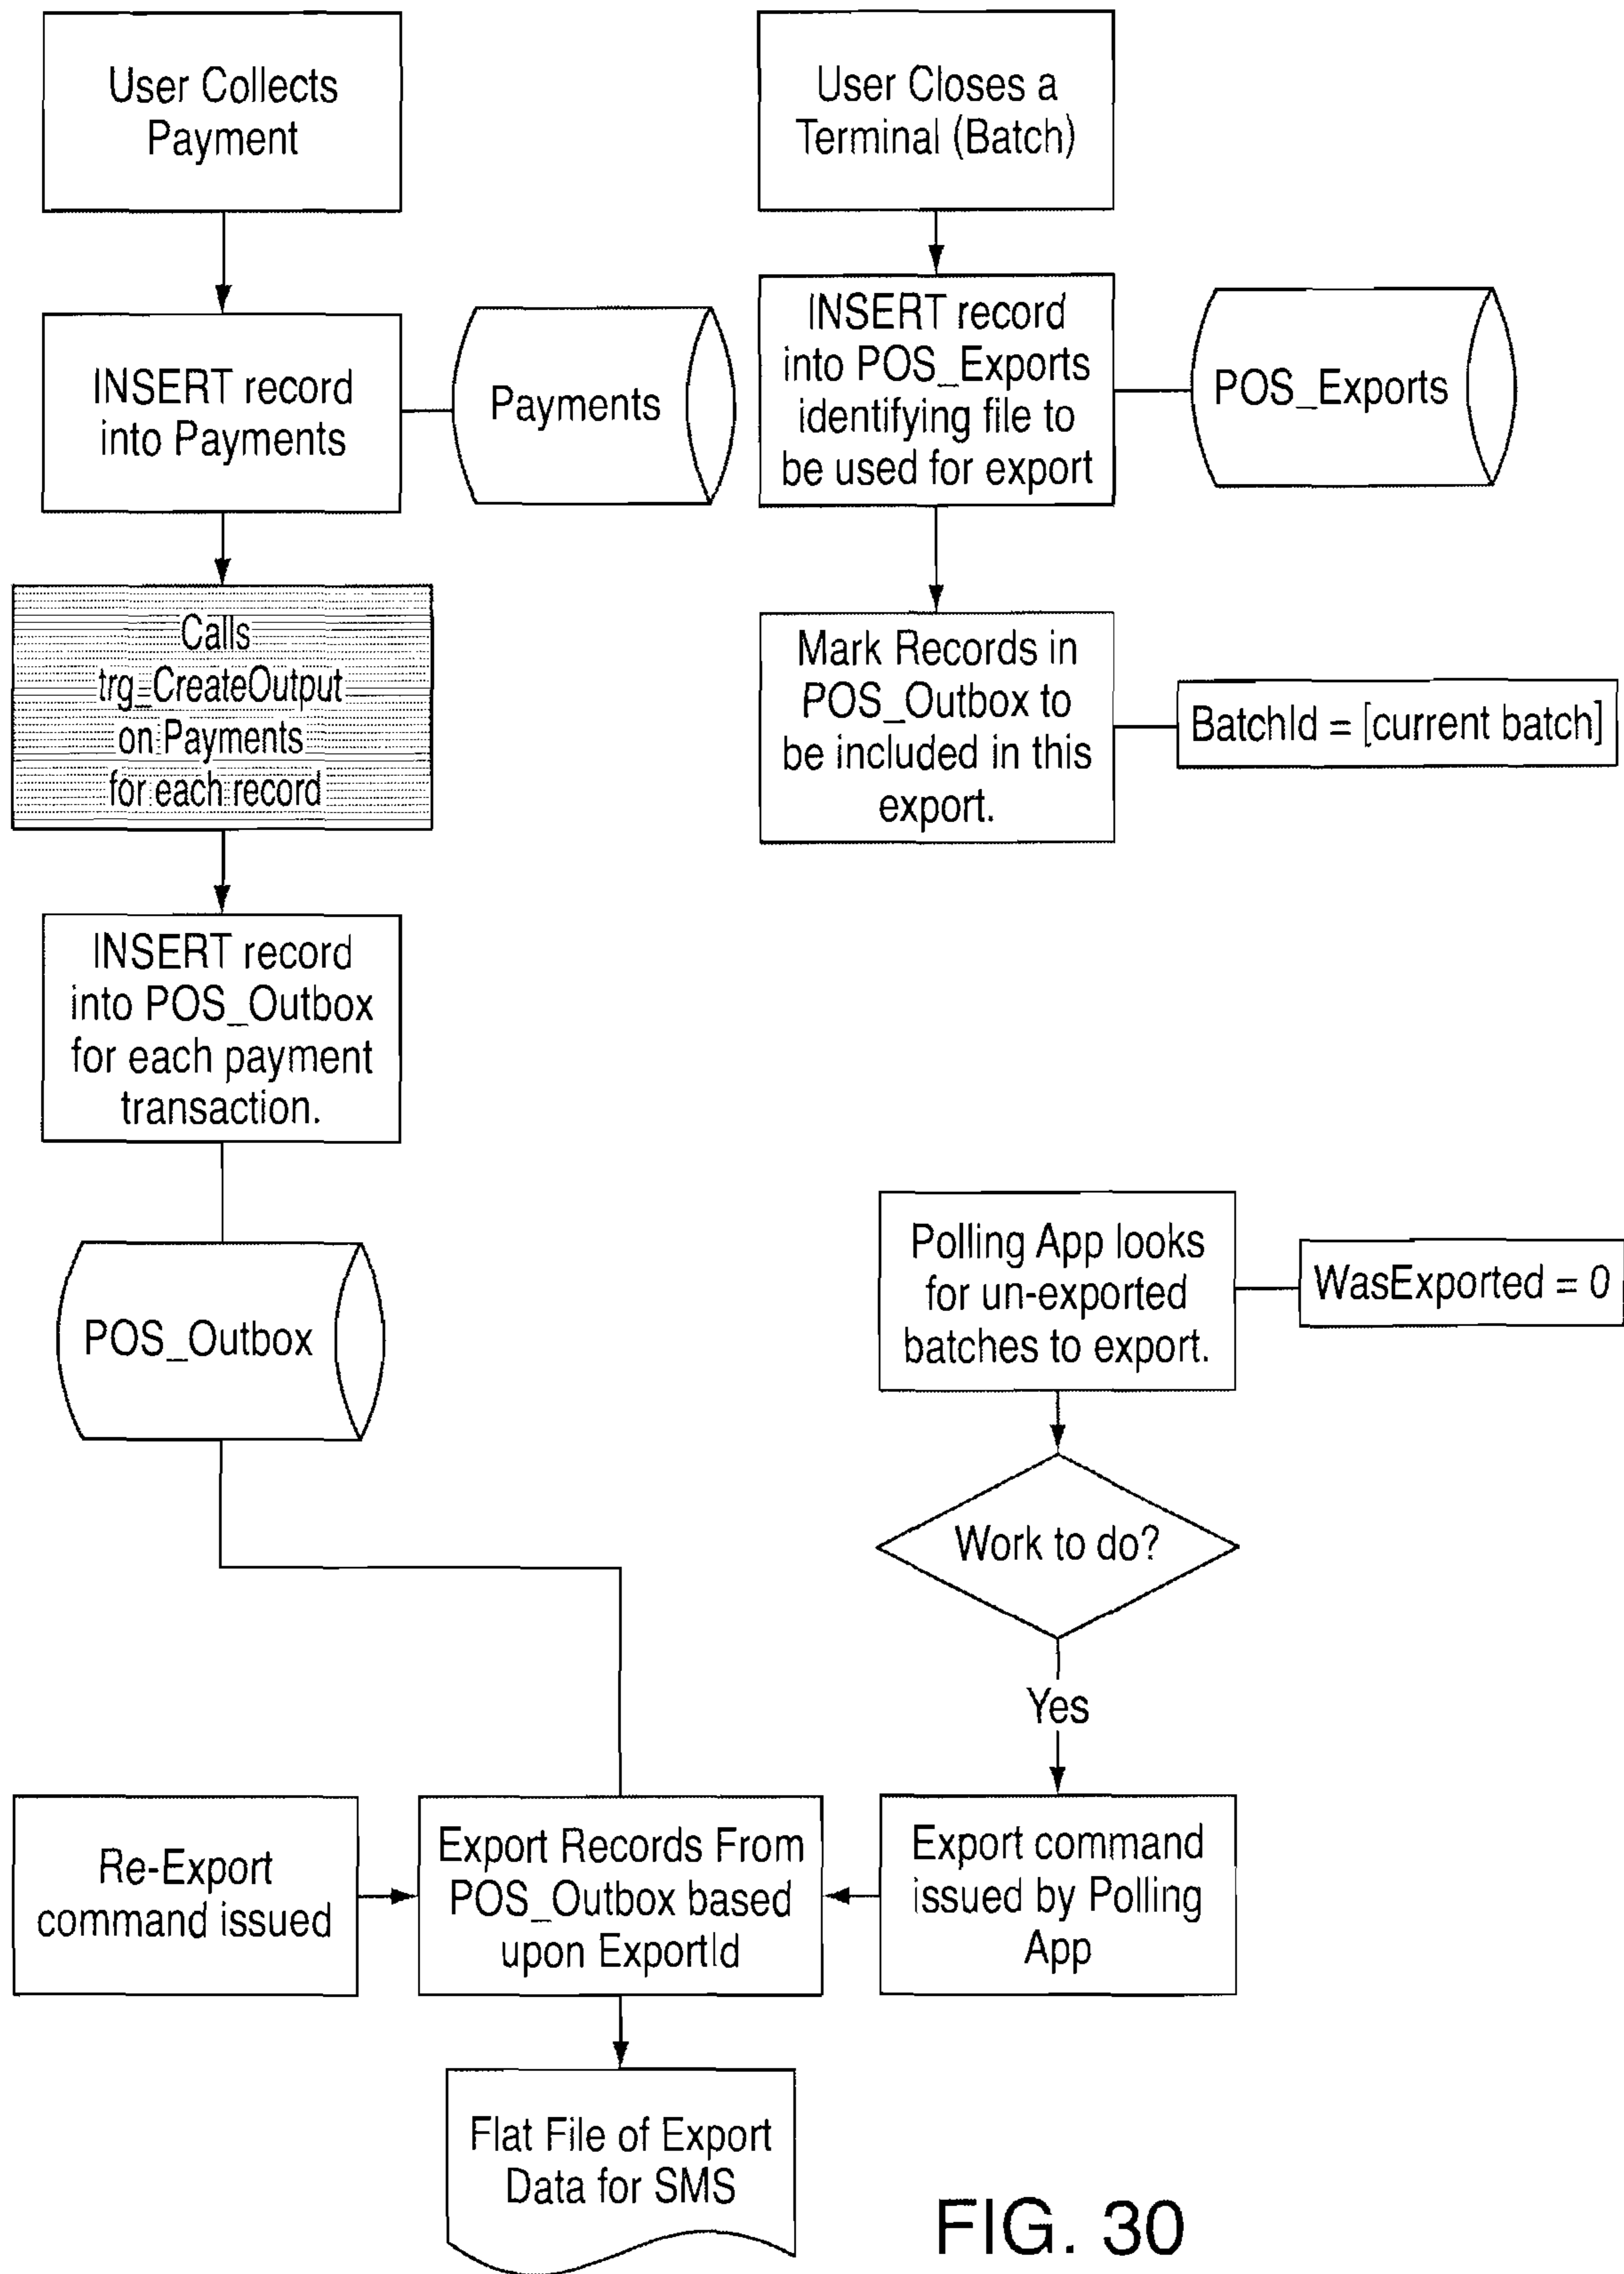 User Collects
Payment
INSERT record
into Payments
Payments
Calls
trg_CreateOutput
on Payments
for each record
INSERT record
into POS_Outbox
for each payment
transaction.
POS_Outbox
User Closes a
Terminal (Batch)
INSERT record
into POS_Exports
identifying file to
be used for export
POS_Exports
Mark Records in
POS_Outbox to
be included in this
export.
BatchId = [current batch]
Polling App looks
for un-exported
batches to export.
WasExported = 0
Work to do?
Yes
Re-Export
command issued
Export Records From
POS_Outbox based
upon ExportId
Export command
issued by Polling
App
Flat File of Export
Data for SMS
FIG. 30